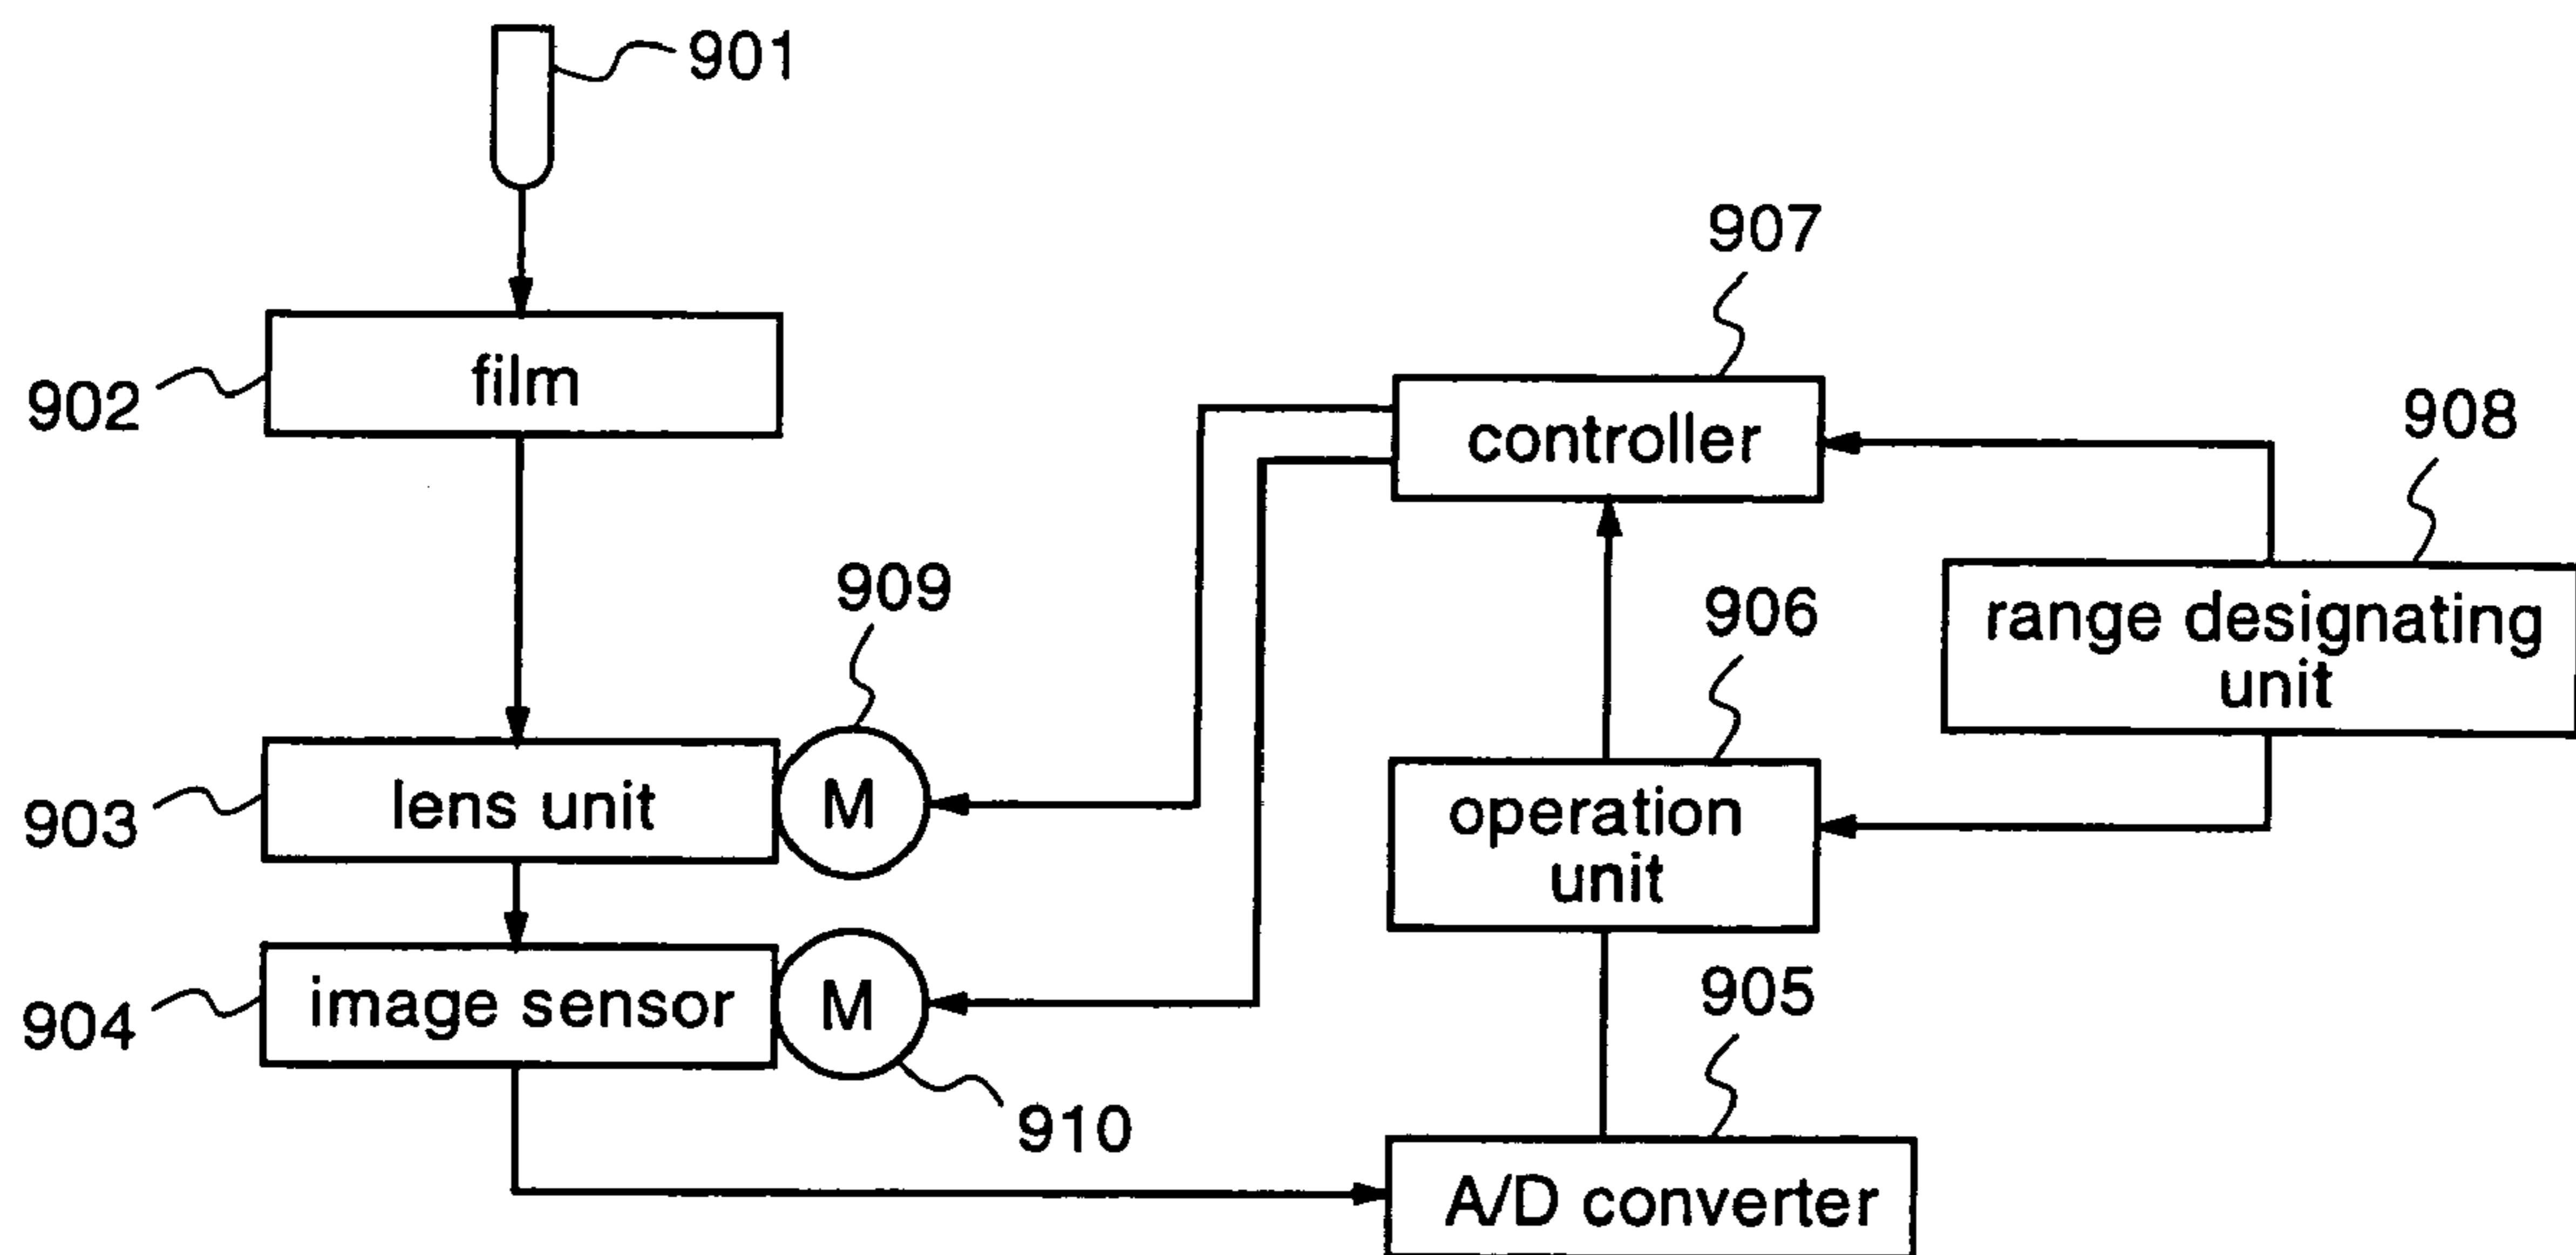 901
902
film
907
controller
908
range designating
unit
909
906
903
lens unit
M
operation
unit
904
image sensor
M
905
910
A/D converter